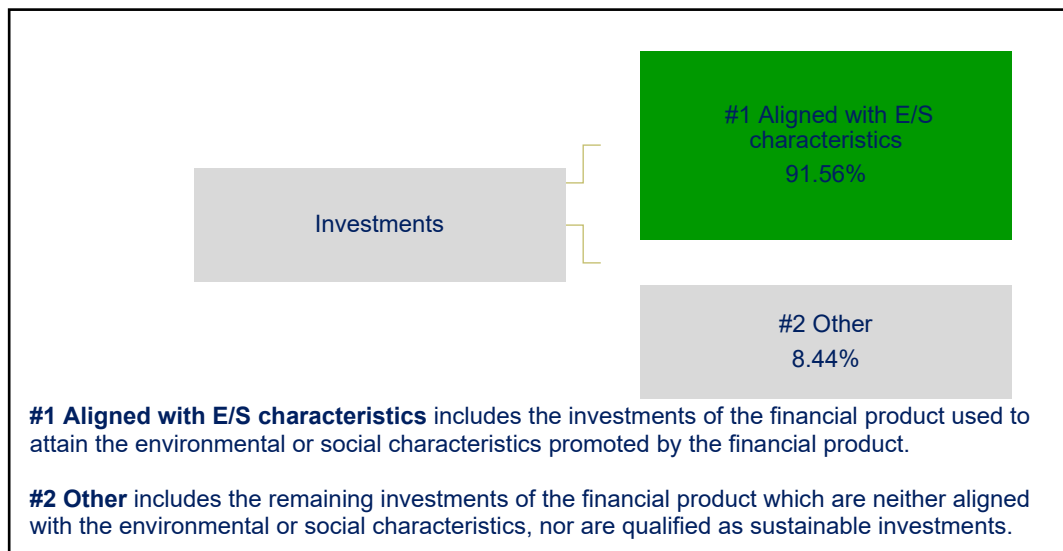 #1 Aligned with E/S
characteristics
91.56%
Investments
#2 Other
8.44%
#1 Aligned with E/S characteristics includes the investments of the financial product used to
attain the environmental or social characteristics promoted by the financial product.
#2 Other includes the remaining investments of the financial product which are neither aligned
with the environmental or social characteristics, nor are qualified as sustainable investments.